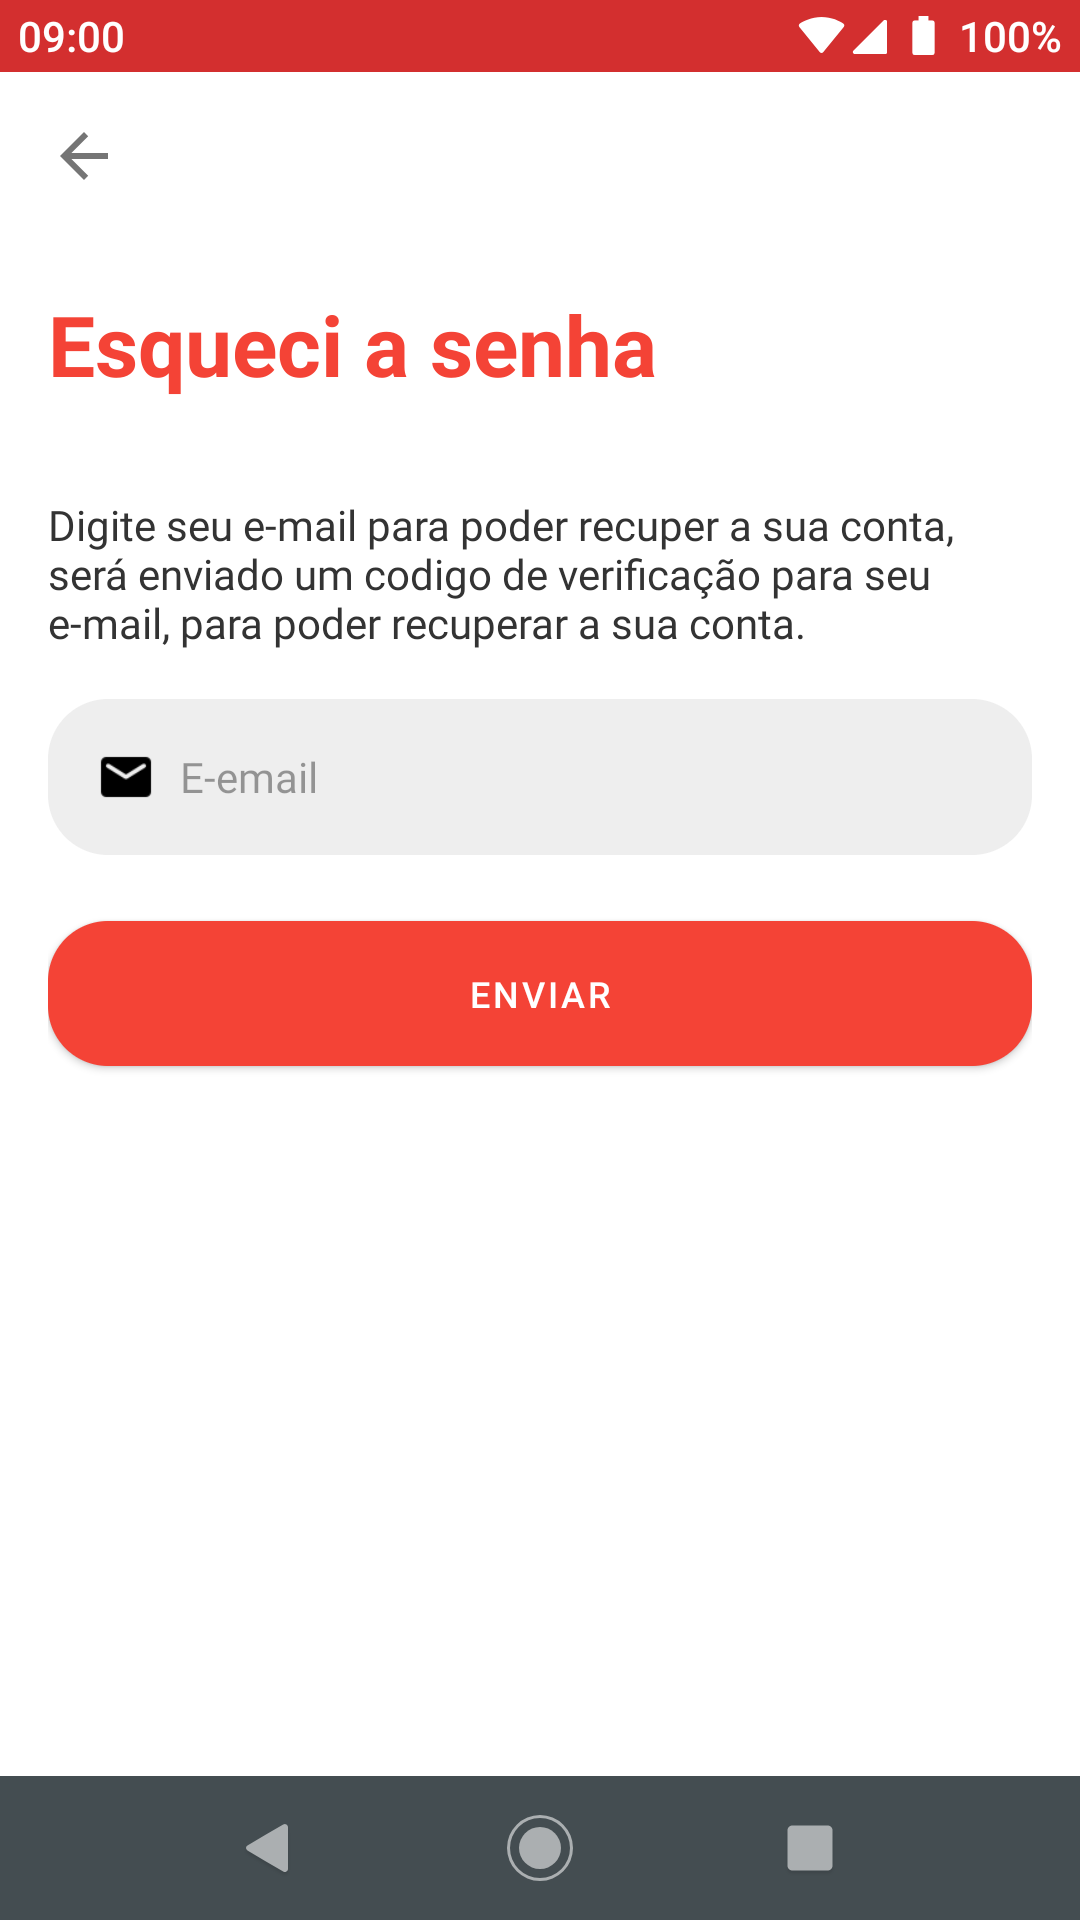 09:00 100%
Esqueci a senha
Digite seu e-mail para poder recuper a sua conta,
será enviado um codigo de verificação para seu
e-mail, para poder recuperar a sua conta.
E-email
ENVIAR